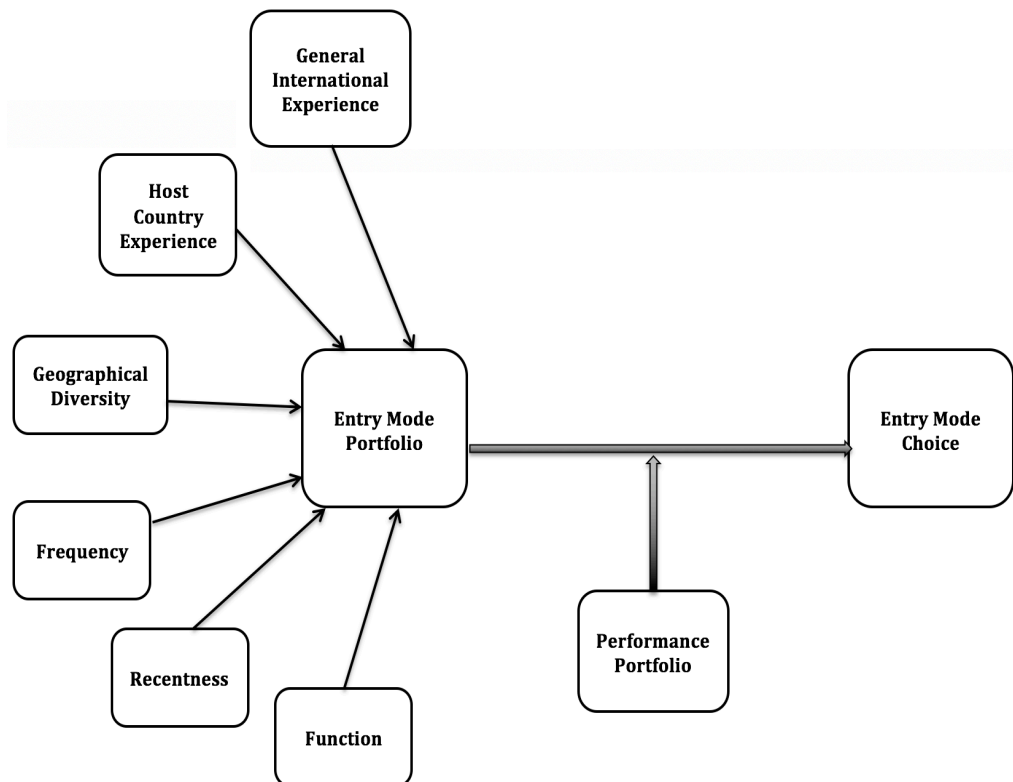 General
International
Experience
Host
Country
Experience
Geographical
Diversity
Entry Mode
Portfolio
Entry Mode
Choice
Frequency
Performance
Portfolio
Recentness
Function